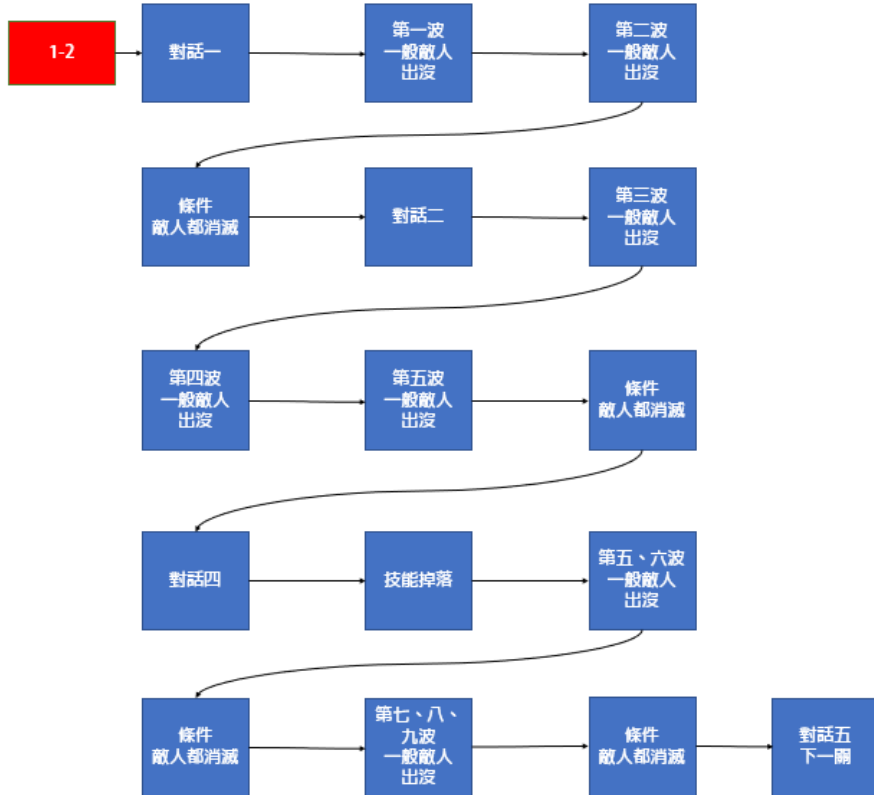 1-2
對話一
第一波
一般敵人
出沒
第二波
一般敵人
出沒
條件
敵人都消滅
對話二
第三波
一般敵人
出沒
第四波
一般敵人
出沒
第五波
一般敵人
出沒
條件
敵人都消滅
對話四
技能掉落
第五、六波
一般敵人
出沒
條件
敵人都消滅
第七、八、
九波
一般敵人
出沒
條件
敵人都消滅
對話五
下一關